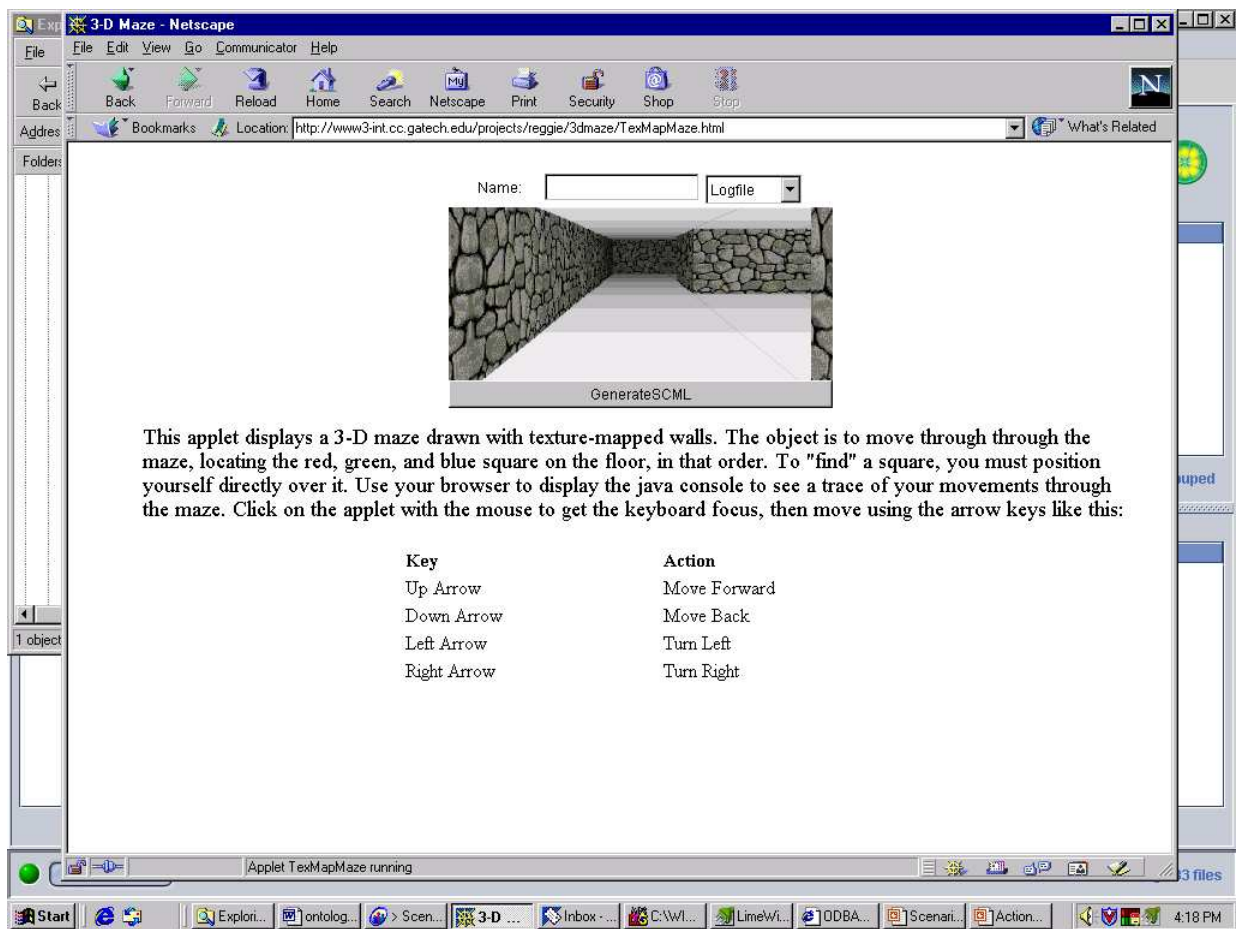 Exp
3-D Maze - Netscape
File
File Edit View Go Communicator Help
Back
Back Forward Reload Home Search Netscape Print Security Shop Stop
My
N
Addres
Bookmarks Location: http://www3-int.cc.gatech.edu/projects/reggie/3dmaze/TexMapMaze.html What's Related
Folders
Name: Logfile
GenerateSCML
This applet displays a 3-D maze drawn with texture-mapped walls. The object is to move through through the
maze, locating the red, green, and blue square on the floor, in that order. To "find" a square, you must position
yourself directly over it. Use your browser to display the java console to see a trace of your movements through
the maze. Click on the applet with the mouse to get the keyboard focus, then move using the arrow keys like this:
uped
Key Action
Up Arrow Move Forward
Down Arrow Move Back
Left Arrow Turn Left
Right Arrow Turn Right
1 object
Applet TexMapMaze running
33 files
Start Explori... ontolog... > Scen... 3-D ... Inbox - ... C:\WI... LimeWi... ODBA... Scenari... Action... 4:18 PM